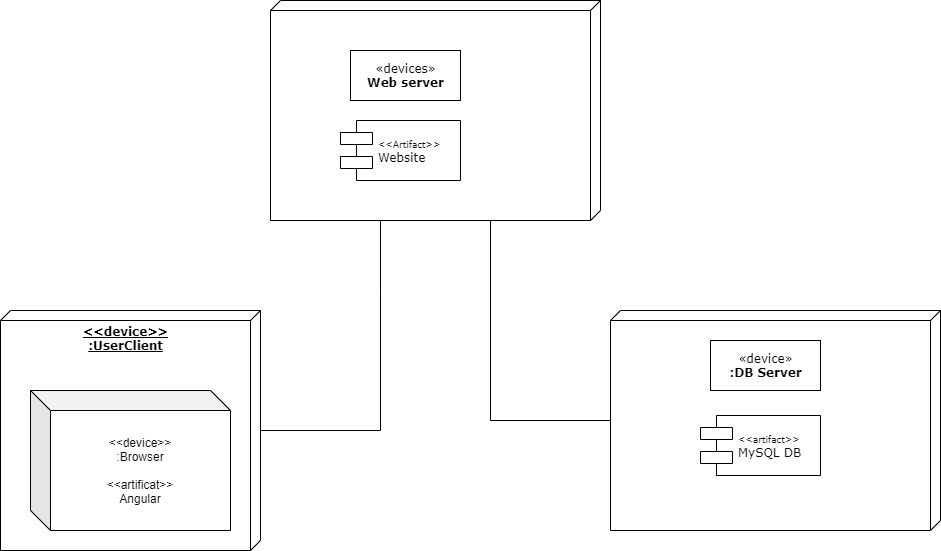 «devices»
Web server
<<Artifact>>
Website
<<device>>
:UserClient
<<device>>
:Browser
<<artificat>>
Angular
«device»
:DB Server
<<artifact>>
MySQL DB